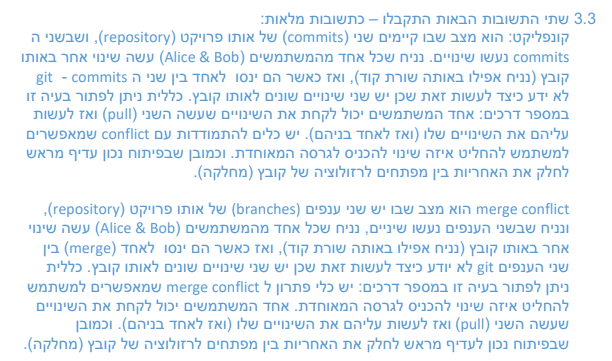 3.3 שתי התשובות הבאות התקבלו – כתשובות מלאות:
קונפליקט: הוא מצב שבו קיימים שני (commits) של אותו פרויקט (repository), ושבשני ה
commits נעשו שינויים. נניח שכל אחד מהמשתמשים (Alice & Bob) עשה שינוי אחר באותו
קובץ (נניח אפילו באותה שורת קוד), ואז כאשר הם ינסו לאחד בין שני ה commits - git
לא ידע כיצד לעשות זאת שכן יש שני שינויים שונים לאותו קובץ. כללית ניתן לפתור בעיה זו
במספר דרכים: אחד המשתמשים יכול לקחת את השינויים שעשה השני (pull) ואז לעשות
עליהם את השינויים שלו (ואז לאחד בניהם). יש כלים להתמודדות עם conflict שמאפשרים
למשתמש להחליט איזה שינוי להכניס לגרסה המאוחדת. וכמובן שבפיתוח נכון עדיף מראש
לחלק את האחריות בין מפתחים לרזולוציה של קובץ (מחלקה).
merge conflict הוא מצב שבו יש שני ענפים (branches) של אותו פרויקט (repository),
ונניח שבשני הענפים נעשו שיניים, נניח שכל אחד מהמשתמשים (Alice & Bob) עשה שינוי
אחר באותו קובץ (נניח אפילו באותה שורת קוד), ואז כאשר הם ינסו לאחד (merge) בין
שני הענפים git לא יודע כיצד לעשות זאת שכן יש שני שינויים שונים לאותו קובץ. כללית
ניתן לפתור בעיה זו במספר דרכים: יש כלי פתרון ל merge conflict שמאפשרים למשתמש
להחליט איזה שינוי להכניס לגרסה המאוחדת. אחד המשתמשים יכול לקחת את השינויים
שעשה השני (pull) ואז לעשות עליהם את השינויים שלו (ואז לאחד בניהם). וכמובן
שבפיתוח נכון לעדיף מראש לחלק את האחריות בין מפתחים לרזולוציה של קובץ (מחלקה).